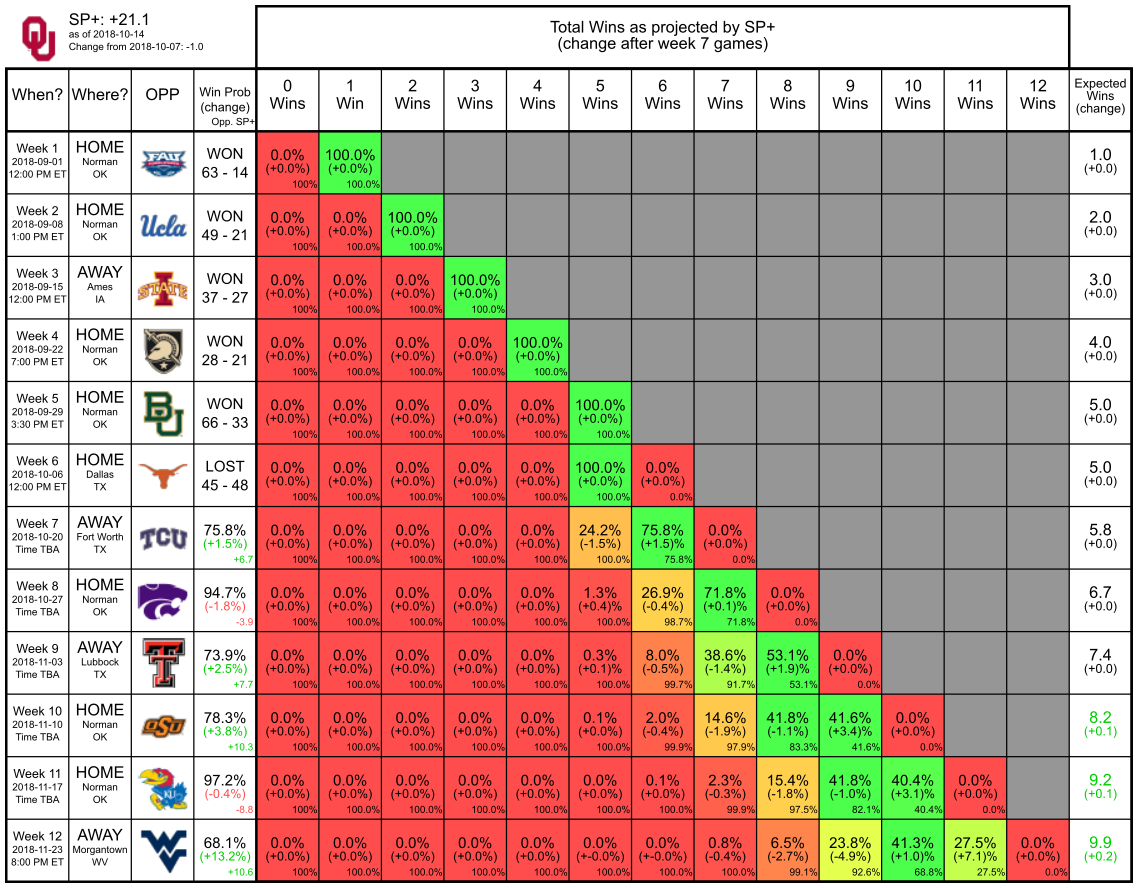 SP+: +21.1
as of 2018-10-14
Change from 2018-10-07: -1.0
Total Wins as projected by SP+
(change after week 7 games)
When? Where? OPP Win Prob (change) Opp. SP+ 0 Wins 1 Win 2 Wins 3 Wins 4 Wins 5 Wins 6 Wins 7 Wins 8 Wins 9 Wins 10 Wins 11 Wins 12 Wins Expected Wins (change)
Week 1 HOME FAU WON 0.0% 100.0% 1.0
2018-09-01 Norman 63 - 14 (+0.0%) (+0.0%) (+0.0)
12:00 PM ET OK 100% 100.0%
Week 2 HOME Ucla WON 0.0% 0.0% 100.0% 2.0
2018-09-08 Norman 49 - 21 (+0.0%) (+0.0%) (+0.0%) (+0.0)
1:00 PM ET OK 100% 100.0% 100.0%
Week 3 AWAY STATE WON 0.0% 0.0% 0.0% 100.0% 3.0
2018-09-15 Ames 37 - 27 (+0.0%) (+0.0%) (+0.0%) (+0.0%) (+0.0)
12:00 PM ET IA 100% 100.0% 100.0% 100.0%
Week 4 HOME WON 0.0% 0.0% 0.0% 0.0% 100.0% 4.0
2018-09-22 Norman 28 - 21 (+0.0%) (+0.0%) (+0.0%) (+0.0%) (+0.0%) (+0.0)
7:00 PM ET OK 100% 100.0% 100.0% 100.0% 100.0%
Week 5 HOME BU WON 0.0% 0.0% 0.0% 0.0% 0.0% 100.0% 5.0
2018-09-29 Norman 66 - 33 (+0.0%) (+0.0%) (+0.0%) (+0.0%) (+0.0%) (+0.0%) (+0.0)
3:30 PM ET OK 100% 100.0% 100.0% 100.0% 100.0% 100.0%
Week 6 HOME LOST 0.0% 0.0% 0.0% 0.0% 0.0% 100.0% 0.0% 5.0
2018-10-06 Dallas 45 - 48 (+0.0%) (+0.0%) (+0.0%) (+0.0%) (+0.0%) (+0.0%) (+0.0%) (+0.0)
12:00 PM ET TX 100% 100.0% 100.0% 100.0% 100.0% 100.0% 0.0%
Week 7 AWAY TCU 75.8% 0.0% 0.0% 0.0% 0.0% 0.0% 24.2% 75.8% 0.0% 5.8
2018-10-20 Fort Worth (+1.5%) (+0.0%) (+0.0%) (+0.0%) (+0.0%) (+0.0%) (-1.5%) (+1.5)% (+0.0%) (+0.0)
Time TBA TX +6.7 100% 100.0% 100.0% 100.0% 100.0% 100.0% 75.8% 0.0%
Week 8 HOME 94.7% 0.0% 0.0% 0.0% 0.0% 0.0% 1.3% 26.9% 71.8% 0.0% 6.7
2018-10-27 Norman (-1.8%) (+0.0%) (+0.0%) (+0.0%) (+0.0%) (+0.0%) (+0.4)% (-0.4%) (+0.1)% (+0.0%) (+0.0)
Time TBA OK -3.9 100% 100.0% 100.0% 100.0% 100.0% 100.0% 98.7% 71.8% 0.0%
Week 9 AWAY T 73.9% 0.0% 0.0% 0.0% 0.0% 0.0% 0.3% 8.0% 38.6% 53.1% 0.0% 7.4
2018-11-03 Lubbock (+2.5%) (+0.0%) (+0.0%) (+0.0%) (+0.0%) (+0.0%) (+0.1)% (-0.5%) (-1.4%) (+1.9)% (+0.0%) (+0.0)
Time TBA TX +7.7 100% 100.0% 100.0% 100.0% 100.0% 100.0% 99.7% 91.7% 53.1% 0.0%
Week 10 HOME OSU 78.3% 0.0% 0.0% 0.0% 0.0% 0.0% 0.1% 2.0% 14.6% 41.8% 41.6% 0.0% 8.2
2018-11-10 Norman (+3.8%) (+0.0%) (+0.0%) (+0.0%) (+0.0%) (+0.0%) (+0.0%) (-0.4%) (-1.9%) (-1.1%) (+3.4)% (+0.0%) (+0.1)
Time TBA OK +10.3 100% 100.0% 100.0% 100.0% 100.0% 100.0% 99.9% 97.9% 83.3% 41.6% 0.0%
Week 11 HOME KU 97.2% 0.0% 0.0% 0.0% 0.0% 0.0% 0.0% 0.1% 2.3% 15.4% 41.8% 40.4% 0.0% 9.2
2018-11-17 Norman (-0.4%) (+0.0%) (+0.0%) (+0.0%) (+0.0%) (+0.0%) (+0.0%) (-0.0%) (-0.3%) (-1.8%) (-1.0%) (+3.1)% (+0.0%) (+0.1)
Time TBA OK -8.8 100% 100.0% 100.0% 100.0% 100.0% 100.0% 100.0% 99.9% 97.5% 82.1% 40.4% 0.0%
Week 12 AWAY WV 68.1% 0.0% 0.0% 0.0% 0.0% 0.0% 0.0% 0.0% 0.8% 6.5% 23.8% 41.3% 27.5% 0.0% 9.9
2018-11-23 Morgantown (+13.2%) (+0.0%) (+0.0%) (+0.0%) (+0.0%) (+0.0%) (+-0.0%) (+-0.0%) (-0.4%) (-2.7%) (-4.9%) (+1.0)% (+7.1)% (+0.0%) (+0.2)
8:00 PM ET WV +10.6 100% 100.0% 100.0% 100.0% 100.0% 100.0% 100.0% 100.0% 99.1% 92.6% 68.8% 27.5% 0.0%